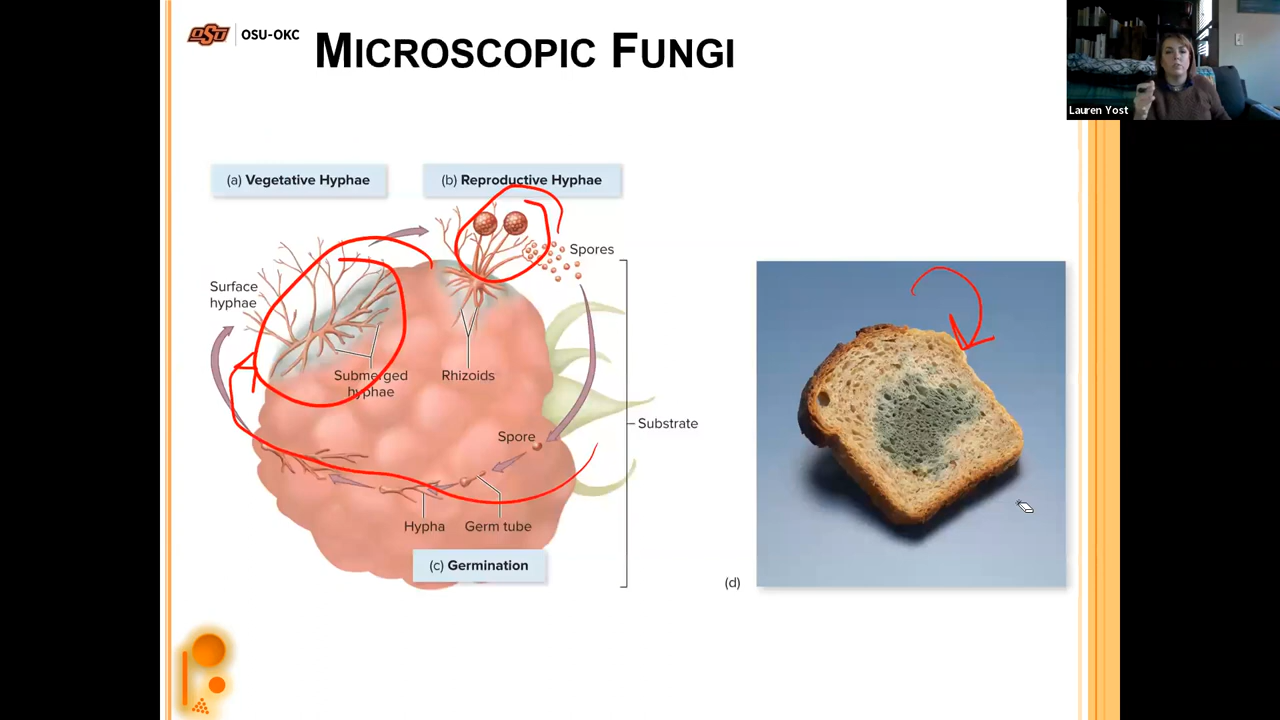 OSU OSU-OKC
MICROSCOPIC FUNGI
Lauren Yost
(a) Vegetative Hyphae
(b) Reproductive Hyphae
Spores
Surface
hyphae
Submerged
hyphae
Rhizoids
Substrate
Spore
Hypha
Germ tube
(c) Germination
(d)